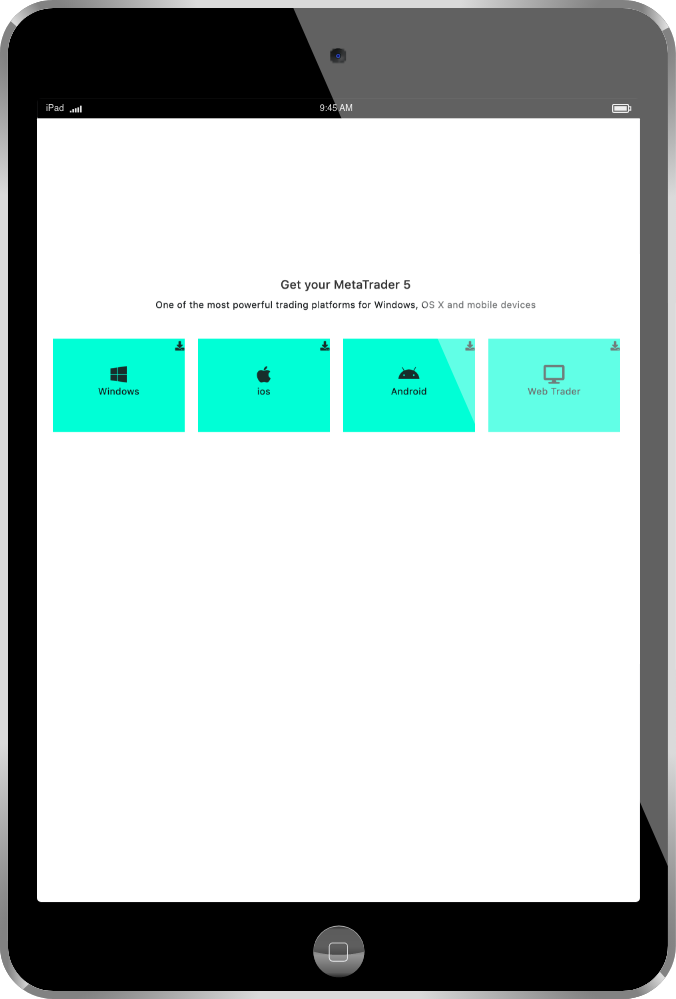 iPad 9:45 AM
Get your MetaTrader 5
One of the most powerful trading platforms for Windows, OS X and mobile devices
Windows ios Android Web Trader